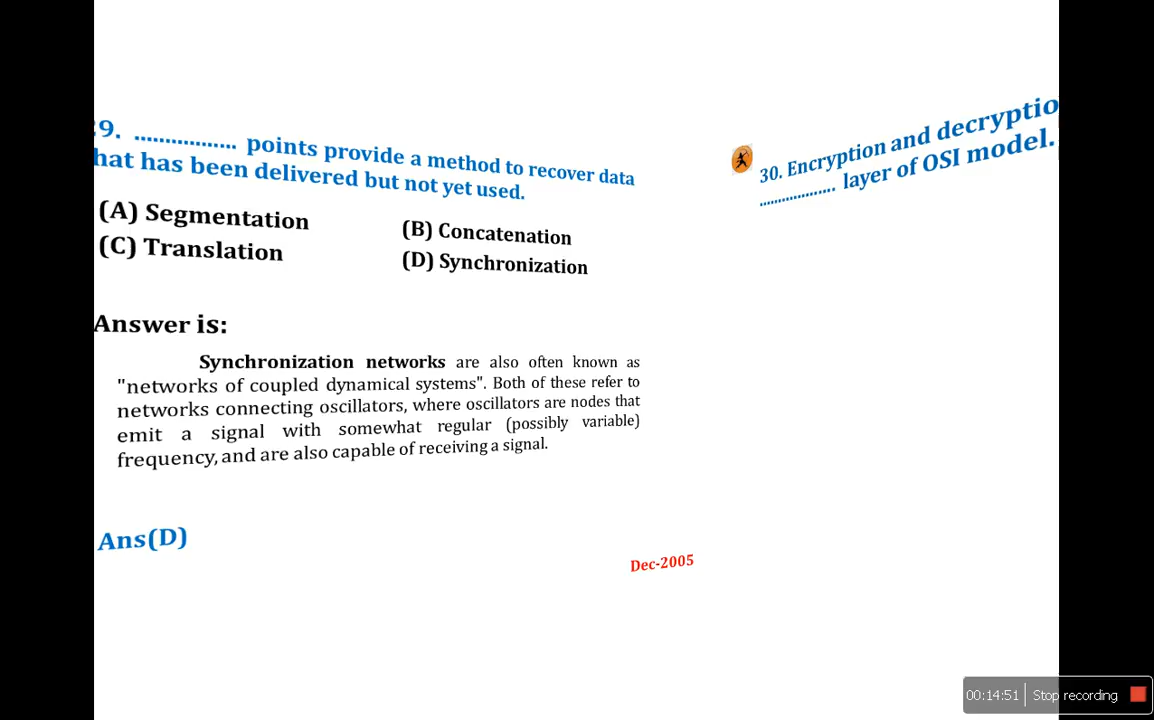 9. ................ points provide a method to recover data
hat has been delivered but not yet used.
(A) Segmentation (B) Concatenation
(C) Translation (D) Synchronization
Answer is:
Synchronization networks are also often known as
"networks of coupled dynamical systems". Both of these refer to
networks connecting oscillators, where oscillators are nodes that
emit a signal with somewhat regular (possibly variable)
frequency, and are also capable of receiving a signal.
Ans(D)
Dec-2005
30. Encryption and decryptio
.................. layer of OSI model.
00:14:51 Stop recording